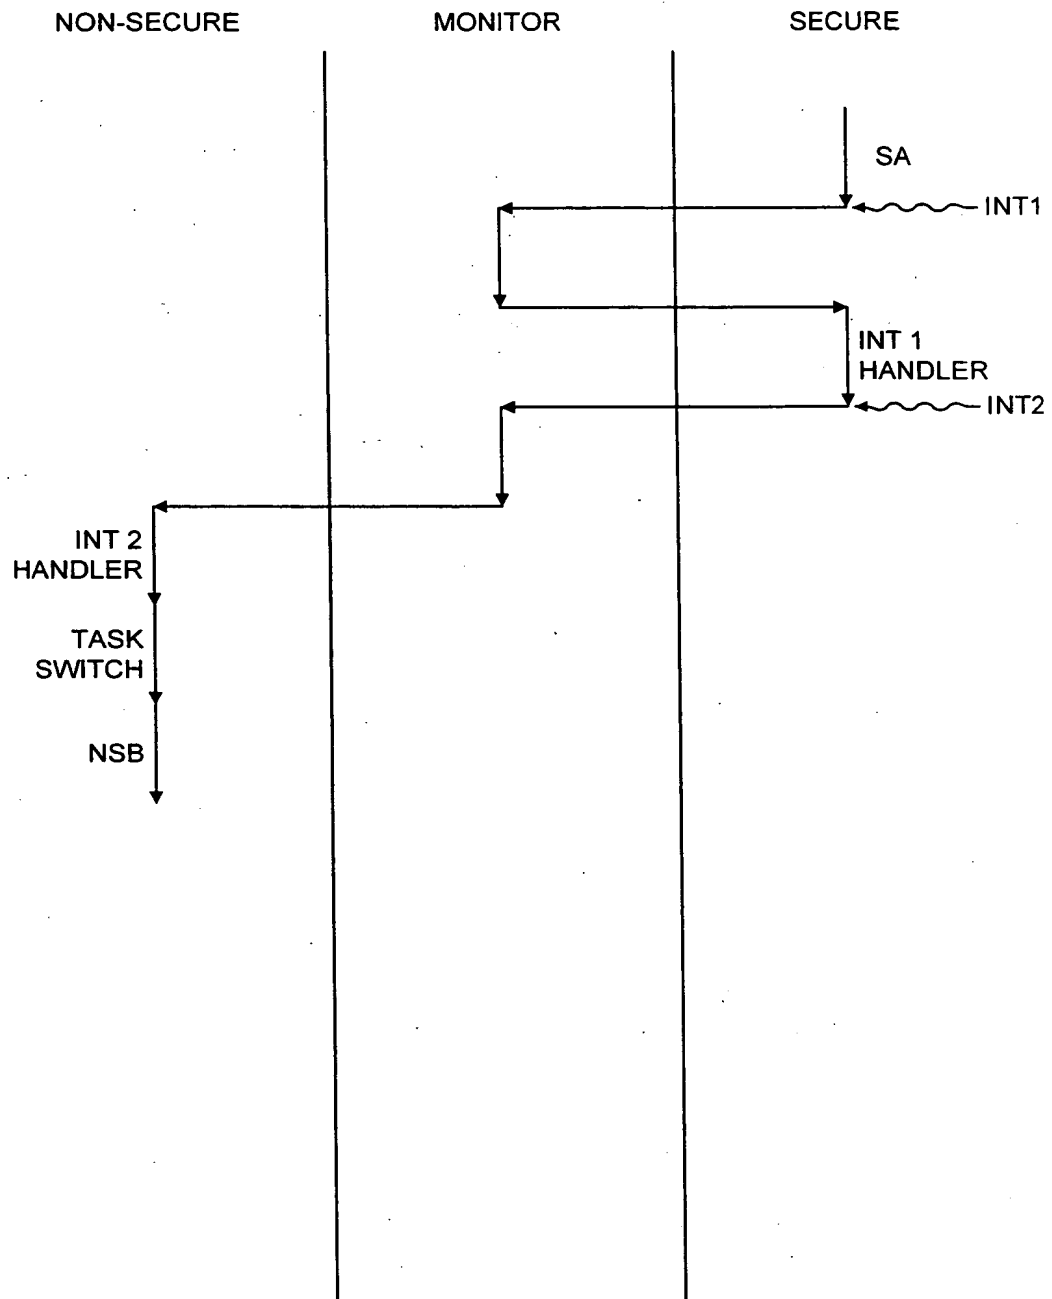 NON-SECURE
MONITOR
SECURE
SA
INT1
INT 1
HANDLER
INT2
INT 2
HANDLER
TASK
SWITCH
NSB